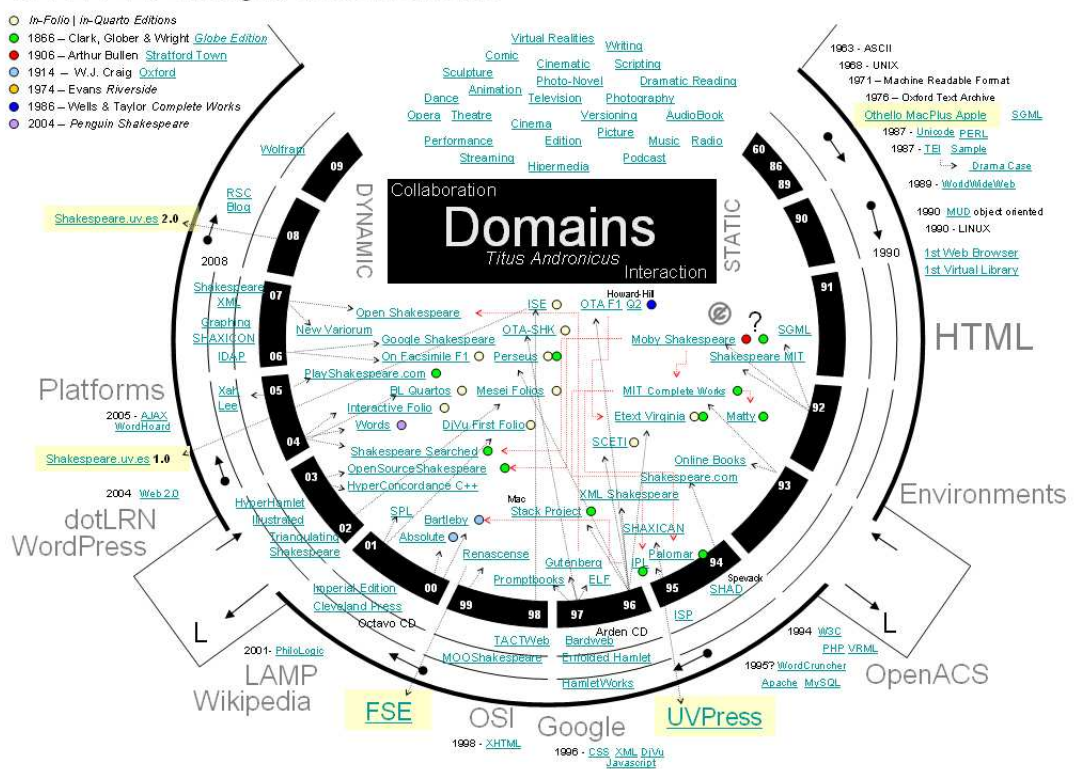 In-Folio | in-Quarto Editions
1866 – Clark, Glober & Wright Globe Edition
1906 – Arthur Bullen Stratford Town
1914 – W.J. Craig Oxford
1974 – Evans Riverside
1986 – Wells & Taylor Complete Works
2004 – Penguin Shakespeare
Virtual Realities
Writing
Comic
Cinematic
Scripting
Sculpture
Photo-Novel
Dramatic Reading
Animation
Dance
Television
Photography
Opera
Theatre
Versioning
AudioBook
Cinema
Picture
Performance
Edition
Music
Radio
Streaming
Podcast
Hipermedia
1963 - ASCII
1968 - UNIX
1971 – Machine Readable Format
1976 – Oxford Text Archive
Othello MacPlus Apple
SGML
1987 - Unicode PERL
1987 - TEI Sample
Drama Case
1989 - WorldWideWeb
1990 MUD object oriented
1990 - LINUX
1st Web Browser
1st Virtual Library
1990
HTML
Environments
Collaboration
Domains
Titus Andronicus
Interaction
DYNAMIC
STATIC
60
86
89
90
91
92
93
94
95
96
97
98
99
00
01
02
03
04
05
06
07
08
09
Wolfram
RSC
Blog
Shakespeare.uv.es 2.0
2008
Shakespeare
XML
Graphing
SHAXICON
IDAP
Xah
Lee
Platforms
2005 - AJAX
WordHoard
Shakespeare.uv.es 1.0
2004 Web 2.0
dotLRN
WordPress
HyperHamlet
Illustrated
Triangulating
Shakespeare
Imperial Edition
Cleveland Press
Octavo CD
Howard-Hill
ISE
OTA F1 Q2
Open Shakespeare
New Variorum
OTA-SHK
?
Moby Shakespeare
SGML
Google Shakespeare
On Facsimile F1
Perseus
Shakespeare MIT
PlayShakespeare.com
BL Quartos
Mesei Folios
MIT Complete Works
Interactive Folio
Words
DjVu First Folio
Etext Virginia
Matty
SCETI
Shakespeare Searched
OpenSourceShakespeare
HyperConcordance C++
Online Books
Shakespeare.com
XML Shakespeare
Mac
Stack Project
SPL
Bartleby
Absolute
SHAXICAN
Renascense
Gutenberg
IPL
Palomar
Promptbooks
ELF
Spevack
SHAD
ISP
Arden CD
TACTWeb
Bardweb
MOOShakespeare
Enfolded Hamlet
HamletWorks
L
L
2001- PhiloLogic
LAMP
Wikipedia
FSE
OSI
1998 - XHTML
Google
1996 - CSS XML DjVu
Javascript
UVPress
1994 W3C
PHP VRML
1995? WordCruncher
Apache MySQL
OpenACS